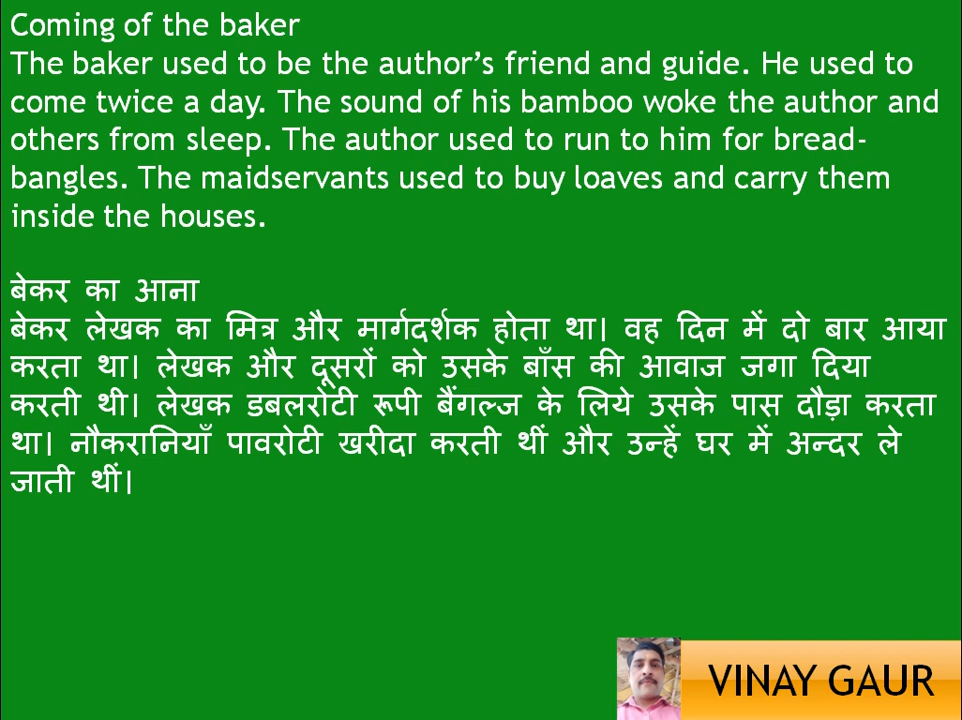 Coming of the baker
The baker used to be the author’s friend and guide. He used to
come twice a day. The sound of his bamboo woke the author and
others from sleep. The author used to run to him for bread-
bangles. The maidservants used to buy loaves and carry them
inside the houses.
बेकर का आना
बेकर लेखक का मित्र और मार्गदर्शक होता था। वह दिन में दो बार आया
करता था। लेखक और दूसरों को उसके बाँस की आवाज जगा दिया
करती थी। लेखक डबलरोटी रूपी बैंगल्ज के लिये उसके पास दौड़ा करता
था। नौकरानियाँ पावरोटी खरीदा करती थीं और उन्हें घर में अन्दर ले
जाती थीं।
VINAY GAUR